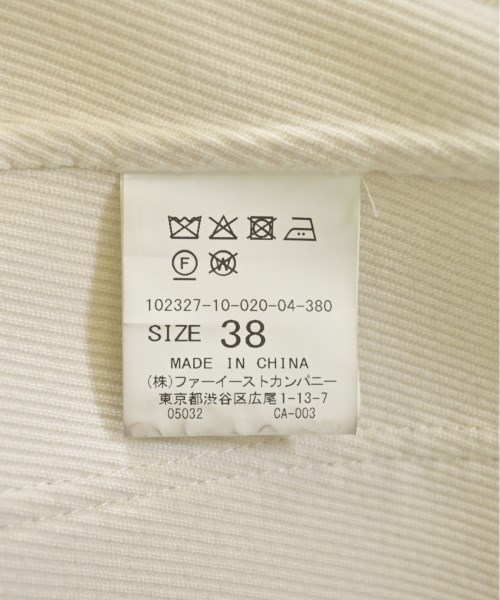 F W
102327-10-020-04-380
SIZE 38
MADE IN CHINA
(株)ファーイーストカンパニー
東京都渋谷区広尾1-13-7
05032 CA-003